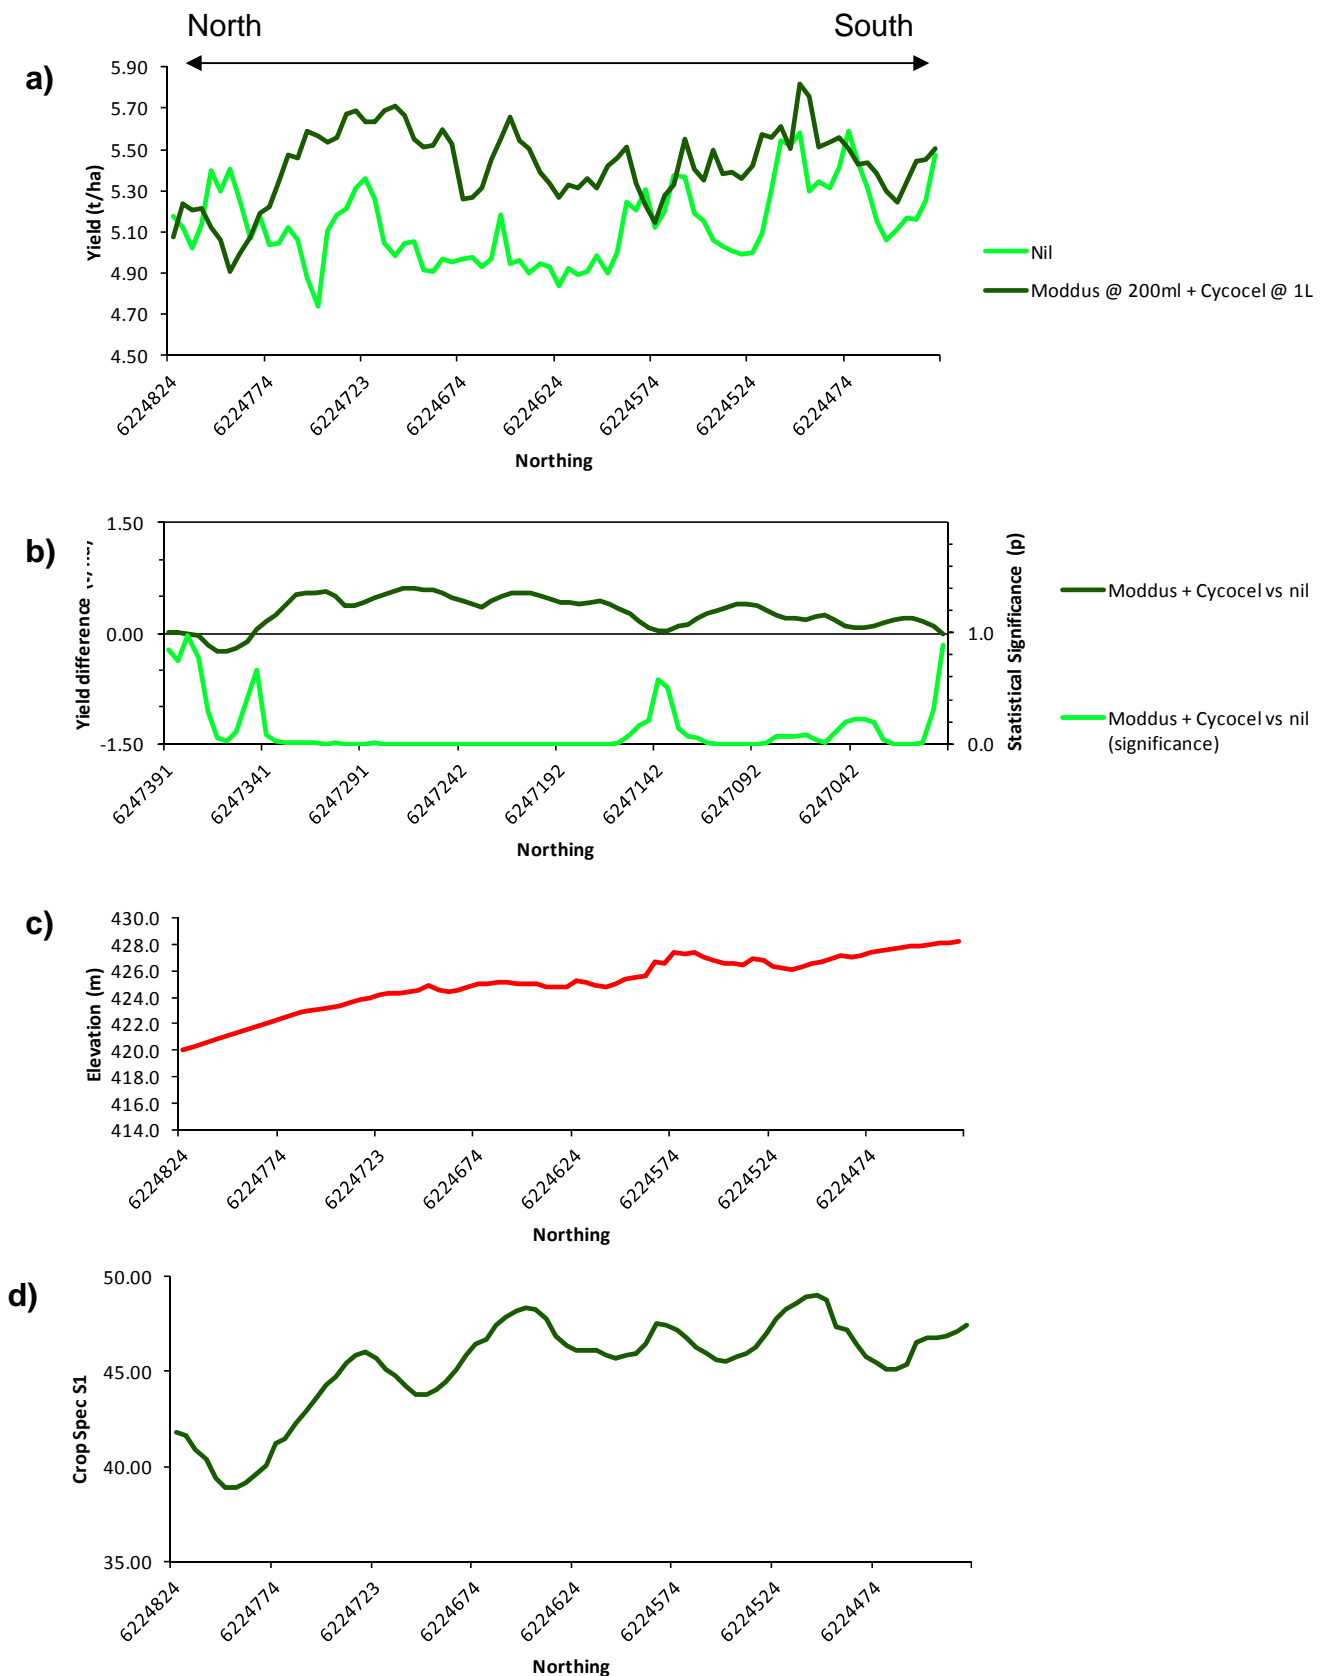 North South
a)
5.90
5.70
5.50
5.30
5.10
4.90
4.70
4.50
Yield (t/ha)
6224824 6224774 6224723 6224674 6224624 6224574 6224524 6224474
Northing
Nil
Moddus @ 200ml + Cycocel @ 1L
b)
1.50
0.00
-1.50
Yield difference
1.0
0.0
Statistical Significance (p)
6247391 6247341 6247291 6247242 6247192 6247142 6247092 6247042
Northing
Moddus + Cycocel vs nil
Moddus + Cycocel vs nil
(significance)
c)
430.0
428.0
426.0
424.0
422.0
420.0
418.0
416.0
414.0
Elevation (m)
6224824 6224774 6224723 6224674 6224624 6224574 6224524 6224474
Northing
d)
50.00
45.00
40.00
35.00
Crop Spec S1
6224824 6224774 6224723 6224674 6224624 6224574 6224524 6224474
Northing